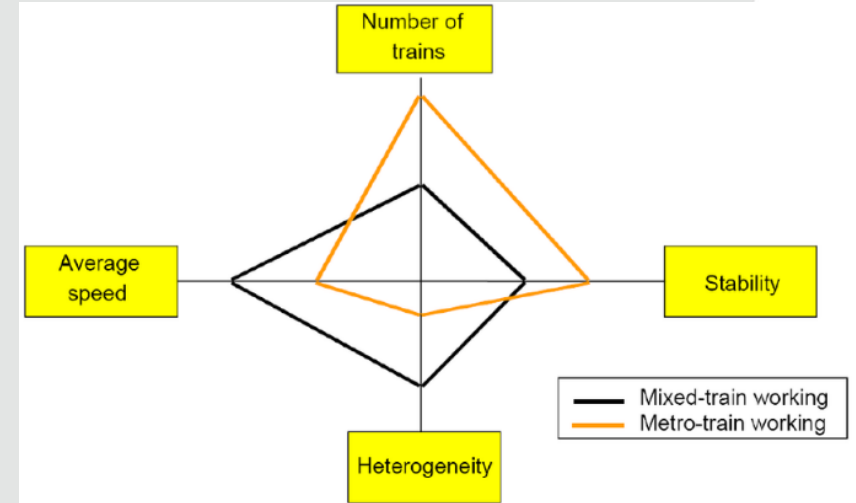 Number of
trains
Average
speed
Stability
Mixed-train working
Metro-train working
Heterogeneity